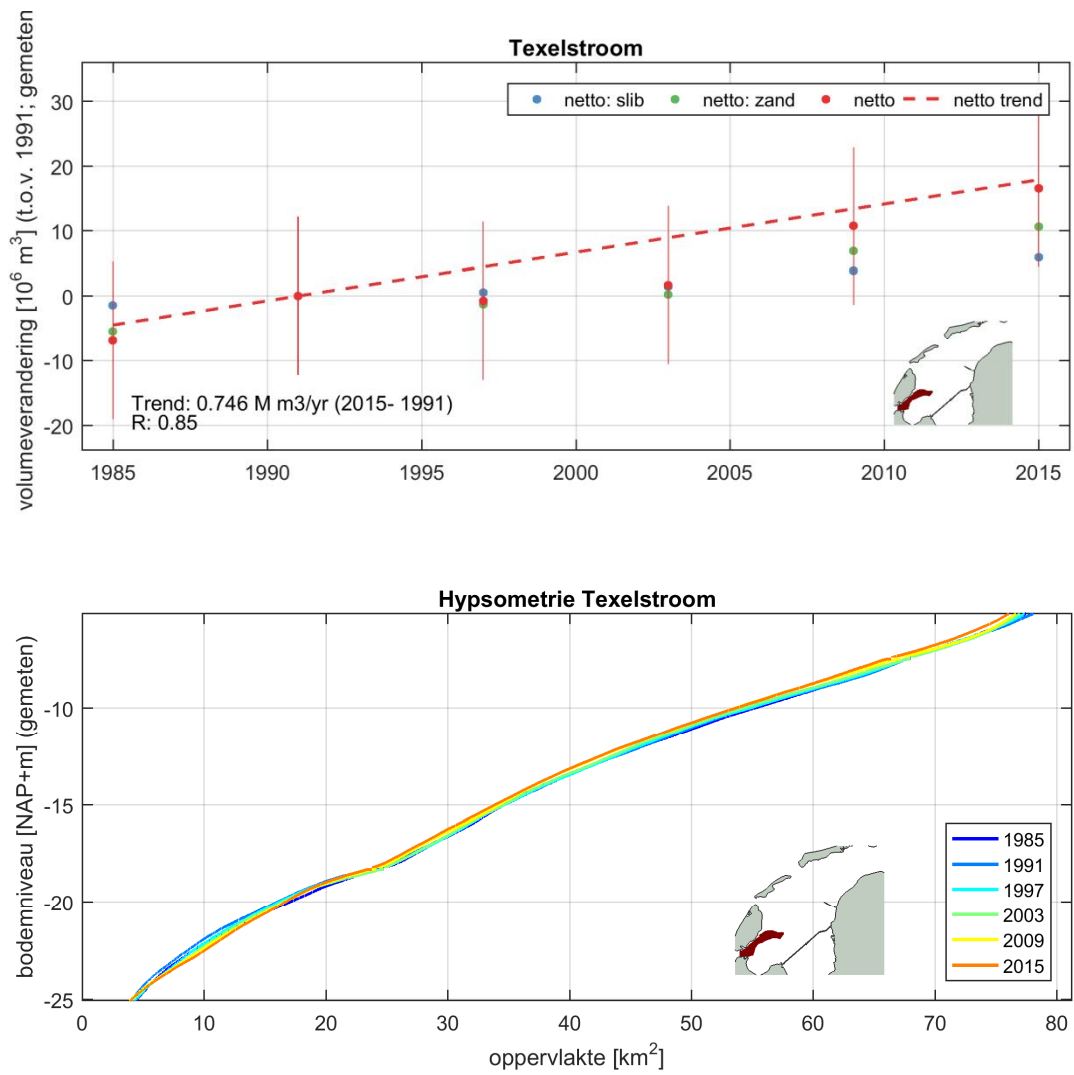 Texelstroom
volumeverandering [10⁶ m³] (t.o.v. 1991; gemeten
30
20
10
0
-10
-20
netto: slib
netto: zand
netto
netto trend
Trend: 0.746 M m3/yr (2015- 1991)
R: 0.85
1985
1990
1995
2000
2005
2010
2015
Hypsometrie Texelstroom
bodemniveau [NAP+m] (gemeten)
-10
-15
-20
-25
1985
1991
1997
2003
2009
2015
0
10
20
30
40
50
60
70
80
oppervlakte [km²]